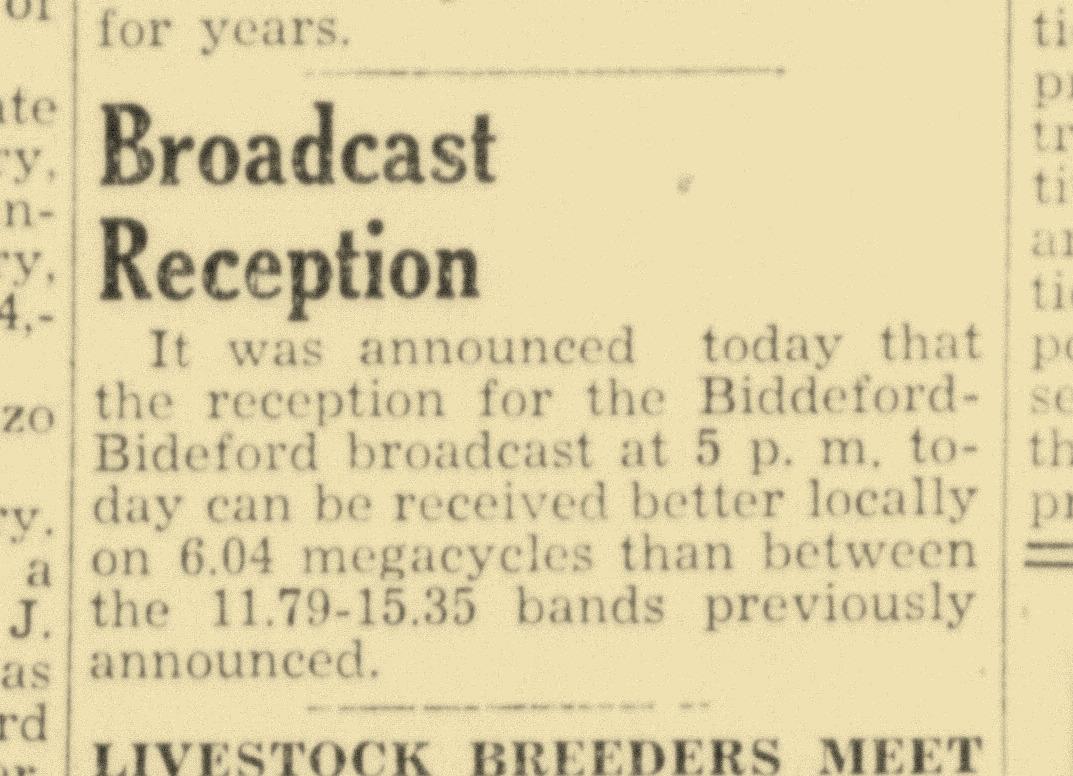 for years.
Broadcast
Reception
It was announced today that
the reception for the Biddeford-
Bideford broadcast at 5 p. m. to-
day can be received better locally
on 6.04 megacycles than between
the 11.79-15.35 bands previously
announced.
LIVESTOCK BREEDERS MEET